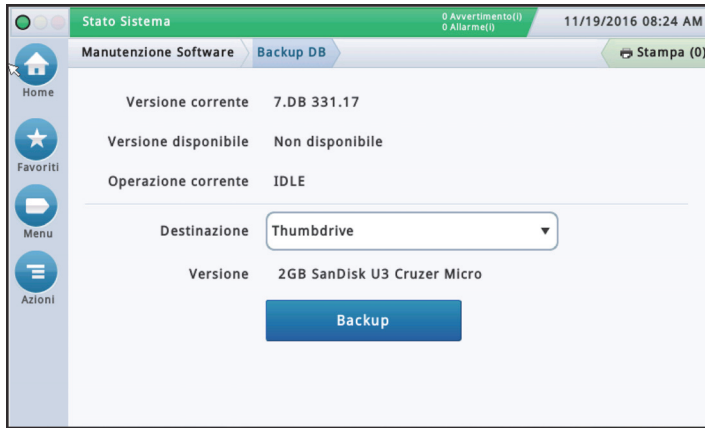 Stato Sistema
0 Avvertimento(i)
0 Allarme(i)
11/19/2016 08:24 AM
Manutenzione Software
Backup DB
Stampa (0)
Home
Favoriti
Menu
Azioni
Versione corrente 7.DB 331.17
Versione disponibile Non disponibile
Operazione corrente IDLE
Destinazione Thumbdrive
Versione 2GB SanDisk U3 Cruzer Micro
Backup